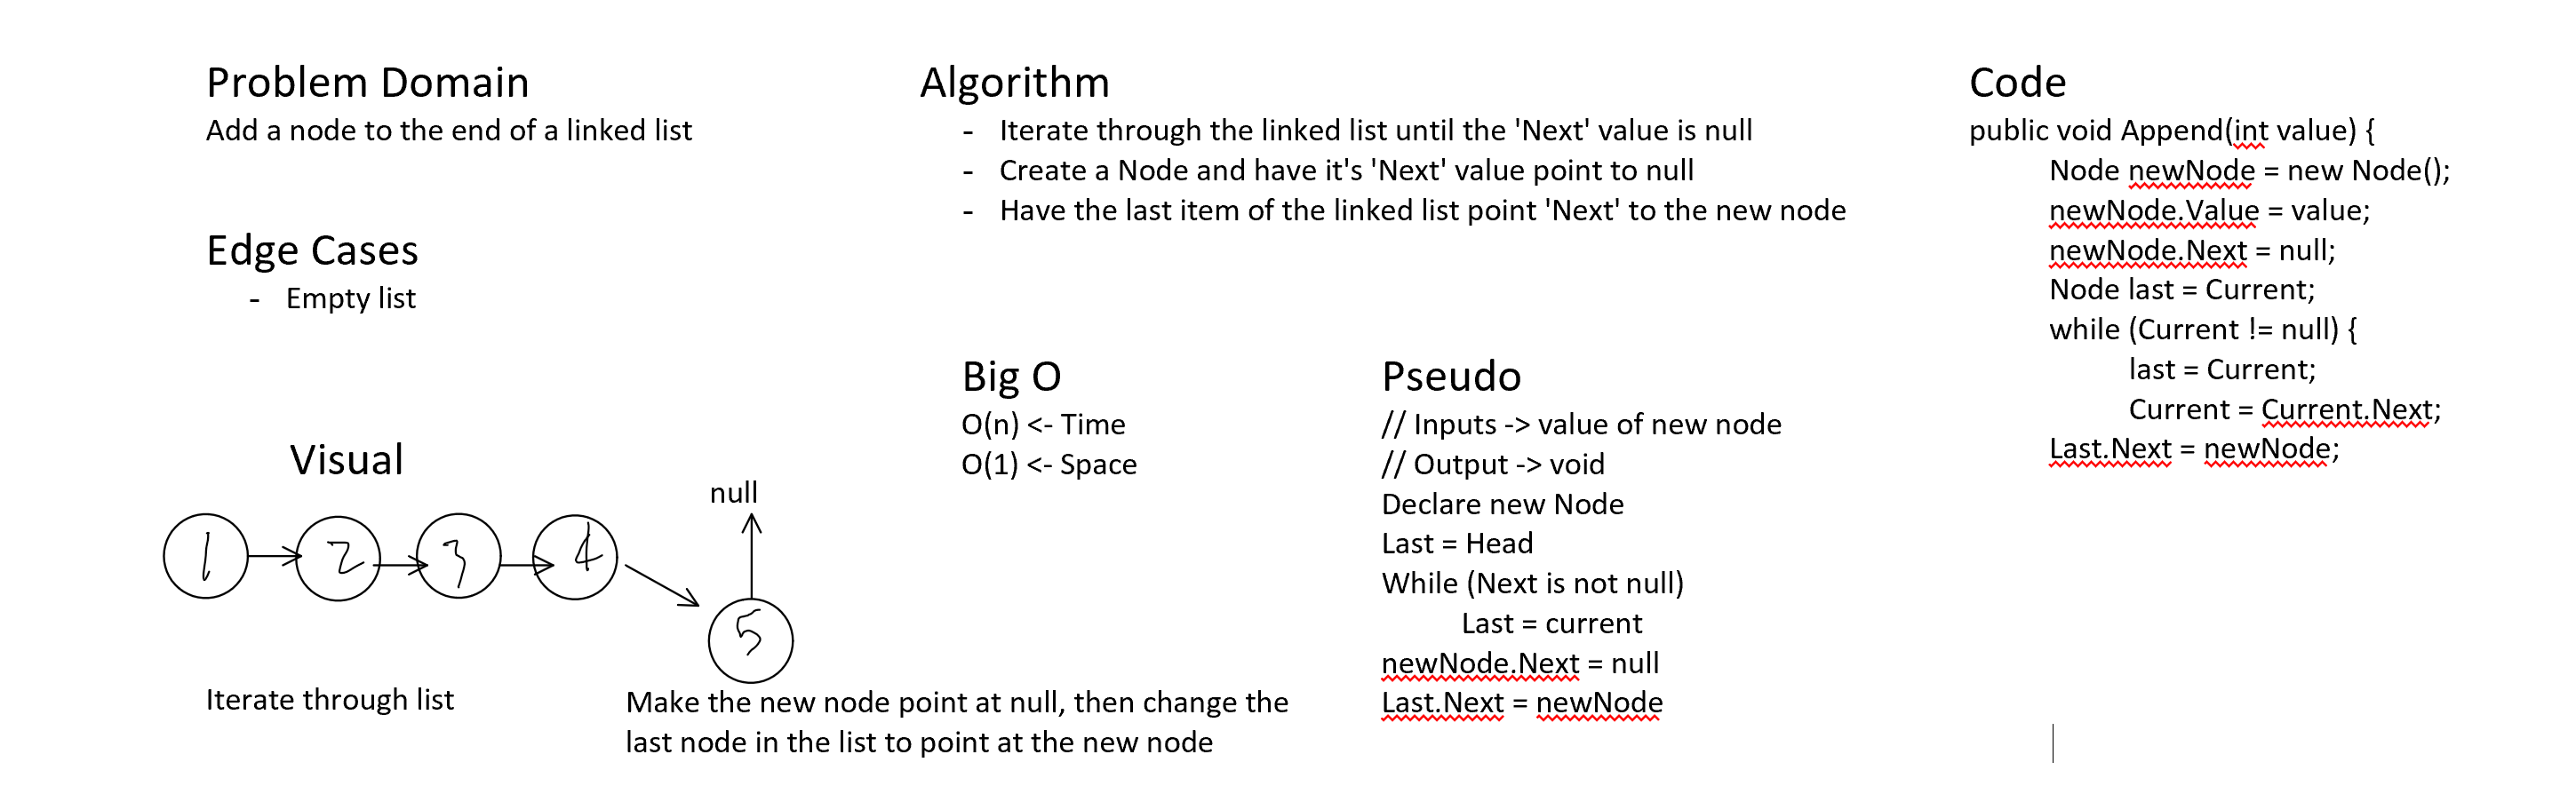 Problem Domain
Add a node to the end of a linked list
Edge Cases
- Empty list
Visual
null
1
2
3
4
5
Iterate through list
Make the new node point at null, then change the
last node in the list to point at the new node
Algorithm
- Iterate through the linked list until the 'Next' value is null
- Create a Node and have it's 'Next' value point to null
- Have the last item of the linked list point 'Next' to the new node
Big O
O(n) <- Time
O(1) <- Space
Pseudo
// Inputs -> value of new node
// Output -> void
Declare new Node
Last = Head
While (Next is not null)
Last = current
newNode.Next = null
Last.Next = newNode
Code
public void Append(int value) {
Node newNode = new Node();
newNode.Value = value;
newNode.Next = null;
Node last = Current;
while (Current != null) {
last = Current;
Current = Current.Next;
Last.Next = newNode;